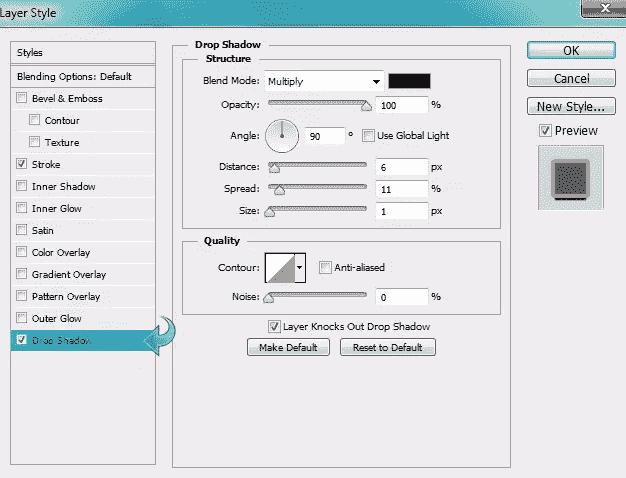 Layer Style
Styles
Blending Options: Default
Bevel & Emboss
Contour
Texture
Stroke
Inner Shadow
Inner Glow
Satin
Color Overlay
Gradient Overlay
Pattern Overlay
Outer Glow
Drop Shadow
Drop Shadow
Structure
Blend Mode: Multiply
Opacity: 100 %
Angle: 90 ° Use Global Light
Distance: 6 px
Spread: 11 %
Size: 1 px
Quality
Contour: Anti-aliased
Noise: 0 %
Layer Knocks Out Drop Shadow
Make Default Reset to Default
OK
Cancel
New Style...
Preview